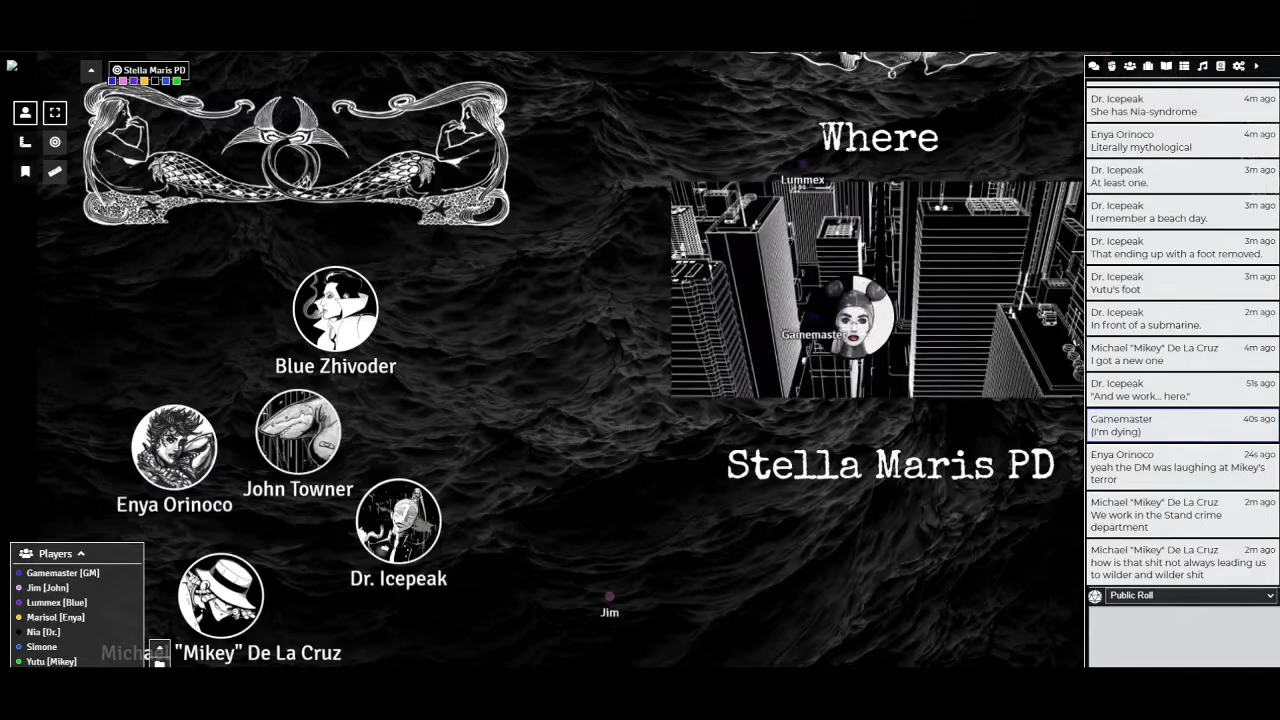 Stella Maris PD
Where
Lummex
Gamemaster
Stella Maris PD
Blue Zhivoder
Enya Orinoco
John Towner
Dr. Icepeak
Michael "Mikey" De La Cruz
Jim
Players
Gamemaster [GM]
Jim [John]
Lummex [Blue]
Marisol [Enya]
Nia [Dr.]
Simone
Yutu [Mikey]
Dr. Icepeak 4m ago
She has Nia-syndrome
Enya Orinoco 4m ago
Literally mythological
Dr. Icepeak 3m ago
At least one.
Dr. Icepeak 3m ago
I remember a beach day.
Dr. Icepeak 3m ago
That ending up with a foot removed.
Dr. Icepeak 3m ago
Yutu's foot
Dr. Icepeak 2m ago
In front of a submarine.
Michael "Mikey" De La Cruz 4m ago
I got a new one
Dr. Icepeak 51s ago
"And we work... here."
Gamemaster 40s ago
(I'm dying)
Enya Orinoco 24s ago
yeah the DM was laughing at Mikey's
terror
Michael "Mikey" De La Cruz 2m ago
We work in the Stand crime
department
Michael "Mikey" De La Cruz 2m ago
how is that shit not always leading us
to wilder and wilder shit
Public Roll